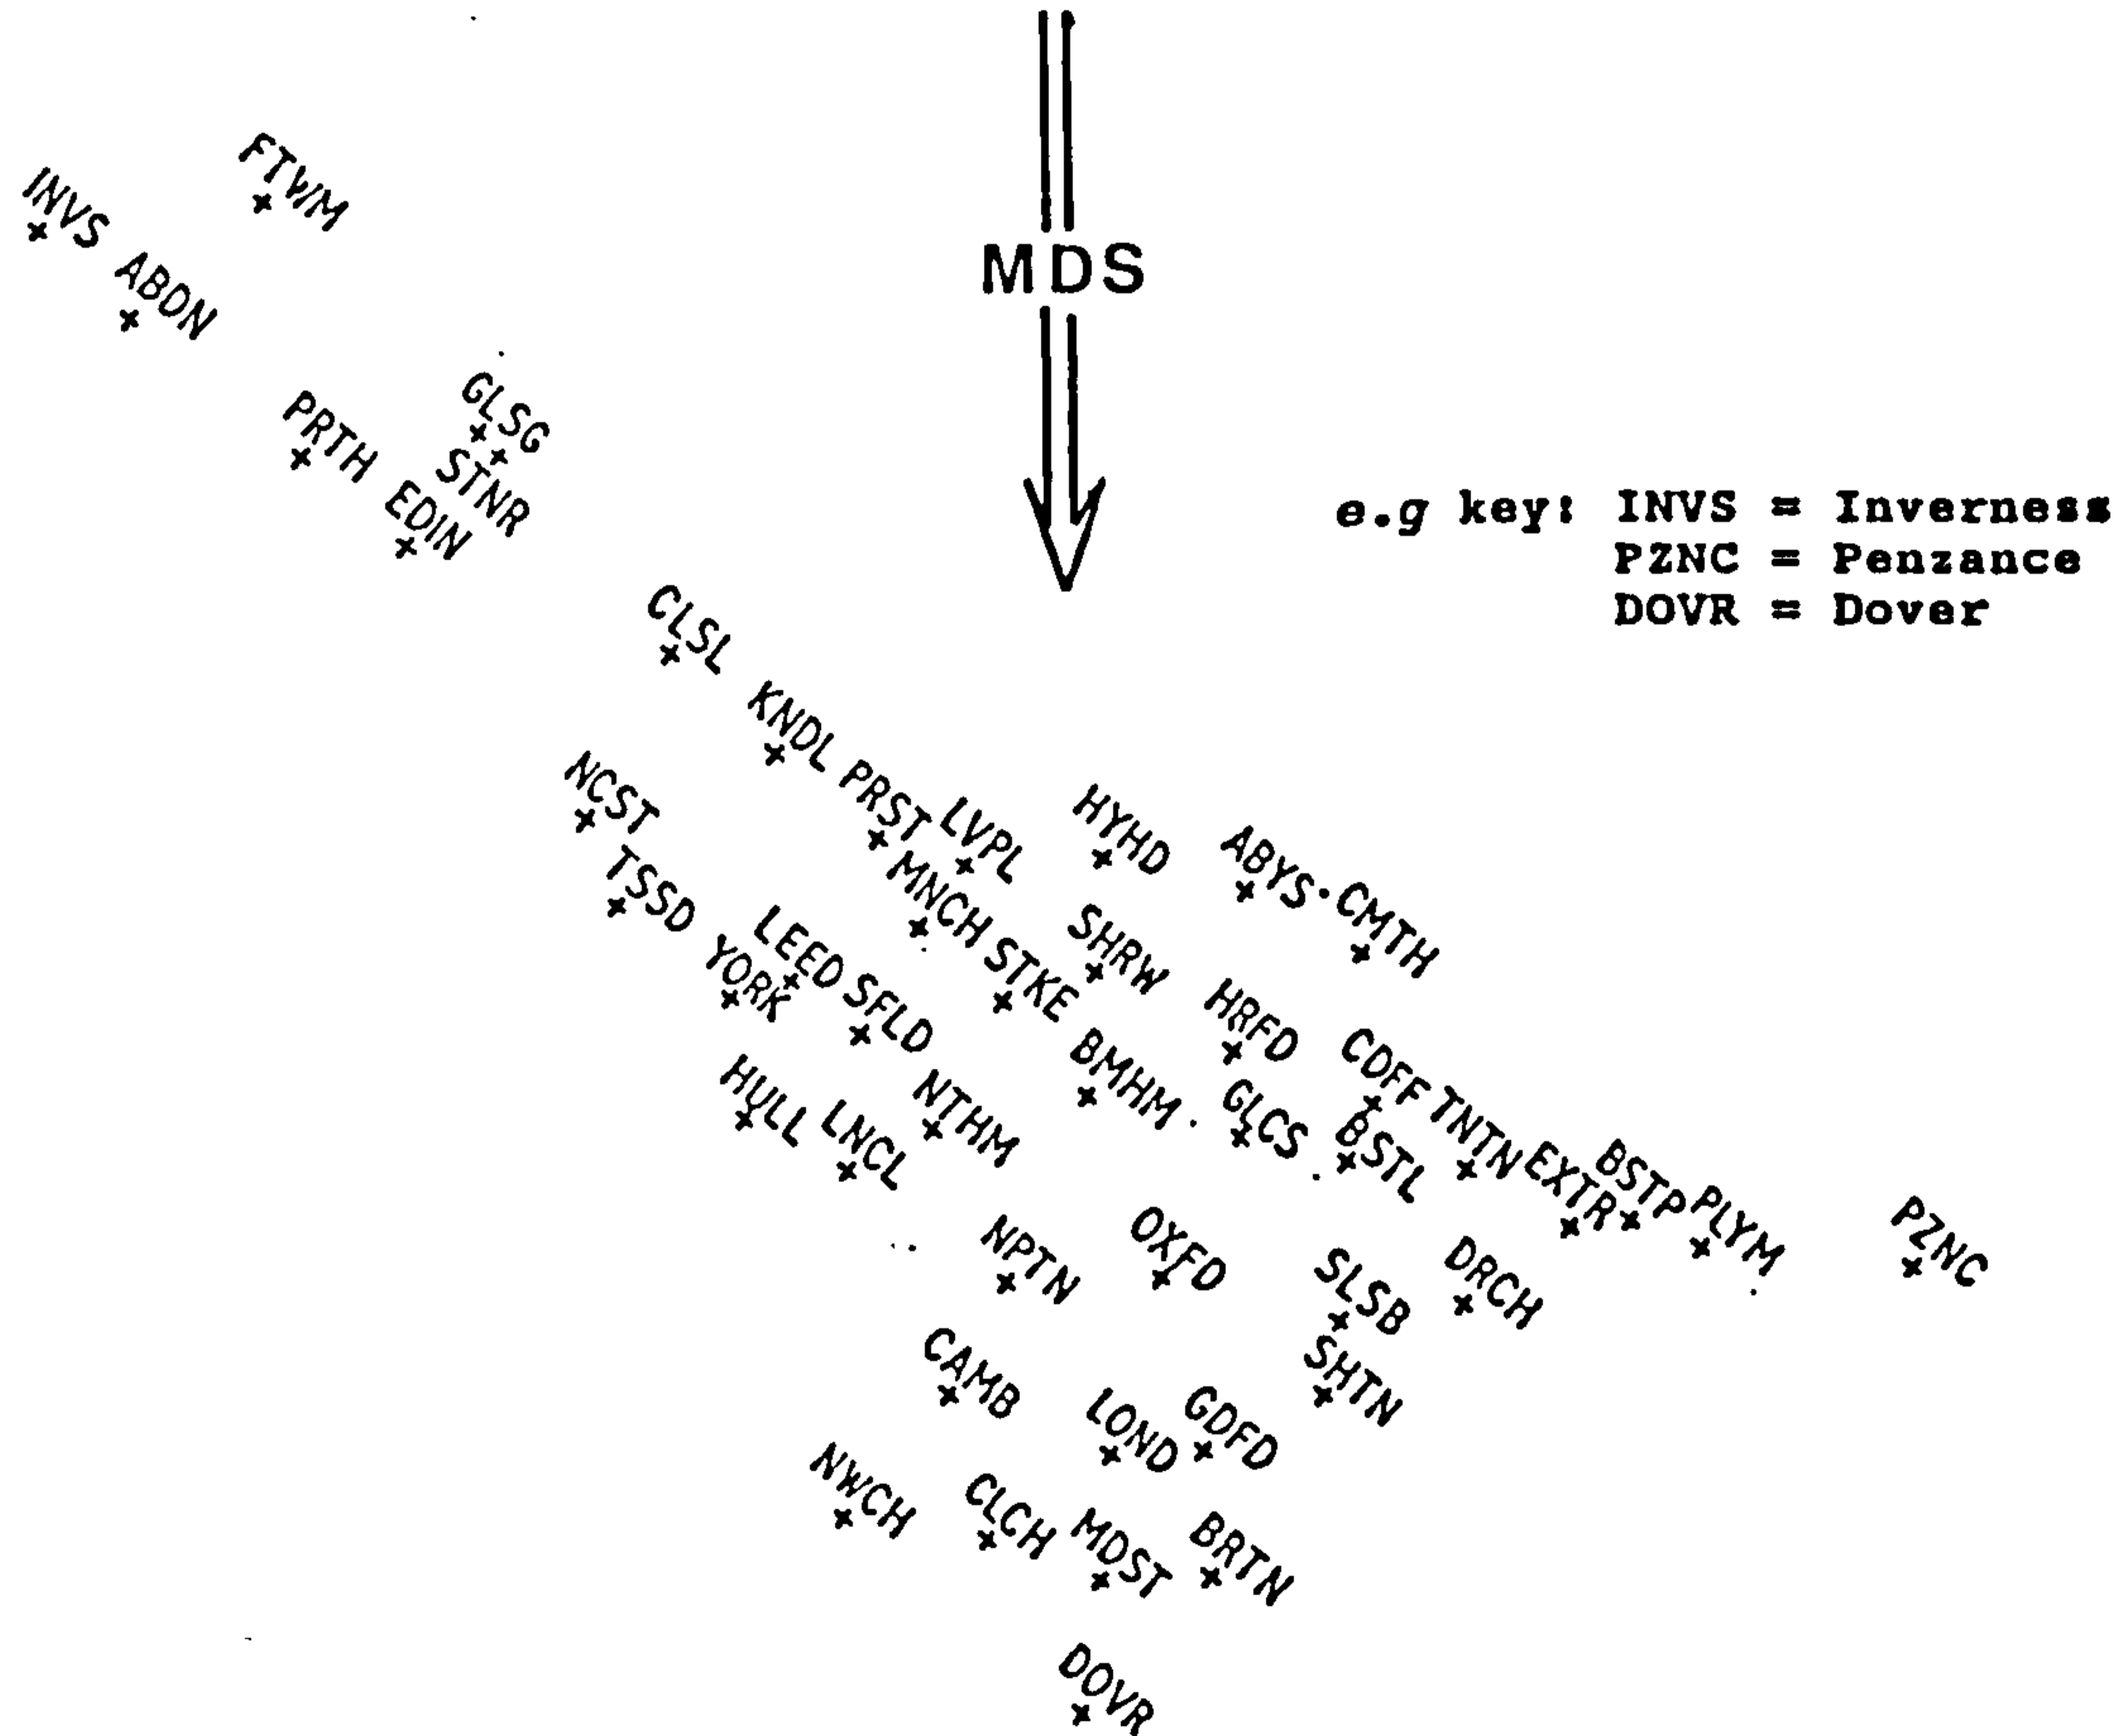 MDS
e.g key: INVS = Inverness
PZNC = Penzance
DOVR = Dover
FTWM
INVS
ABDN
GLSG
PRTH
STNR
EDIN
CLSL
KNDL
NCST
PRST
LVPL
HYHD
ABYS
CMTH
TSSD
MNCH
YORK
LEED
STKE
SHRW
SFLD
HRFD
BMHM
CDFF
HULL
LNCL
NTHM
GLCS
BSTL
TNTN
EXTR
BSTP
PLYM
PZNC
NPTN
OXFD
SLSB
DRCH
CAMB
SHTN
LOND
GDFD
NWCH
CLCH
MDST
BRTN
DOVR